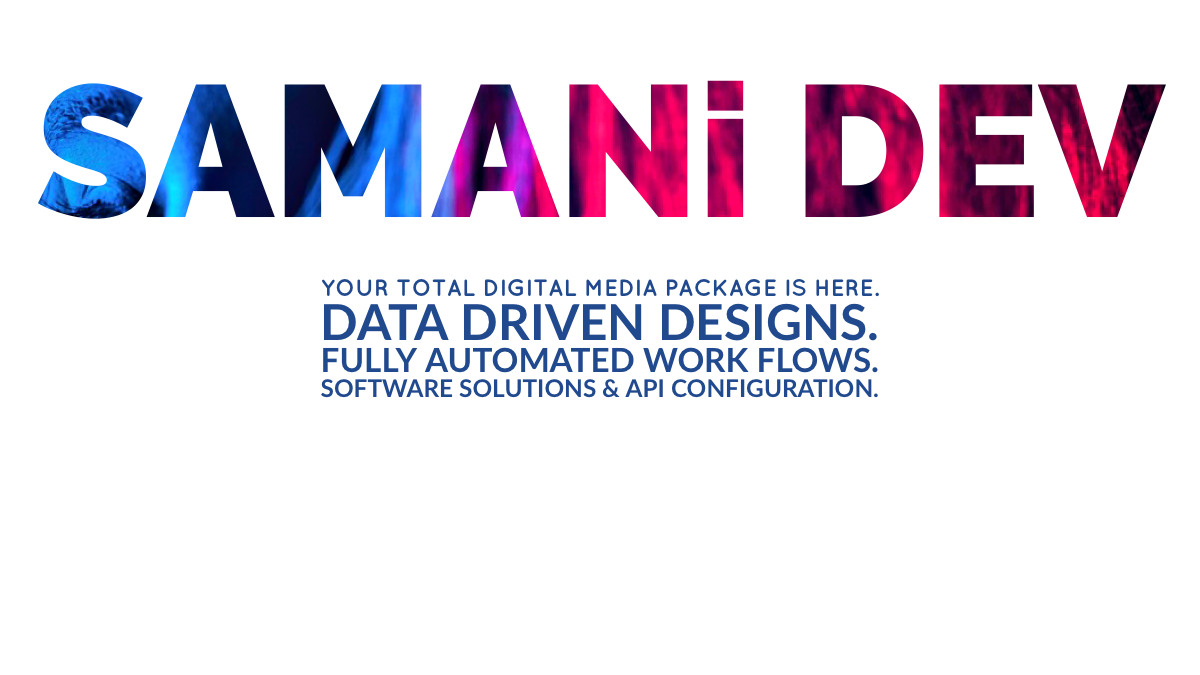 SAMANi DEV
YOUR TOTAL DIGITAL MEDIA PACKAGE IS HERE.
DATA DRIVEN DESIGNS.
FULLY AUTOMATED WORK FLOWS.
SOFTWARE SOLUTIONS & API CONFIGURATION.